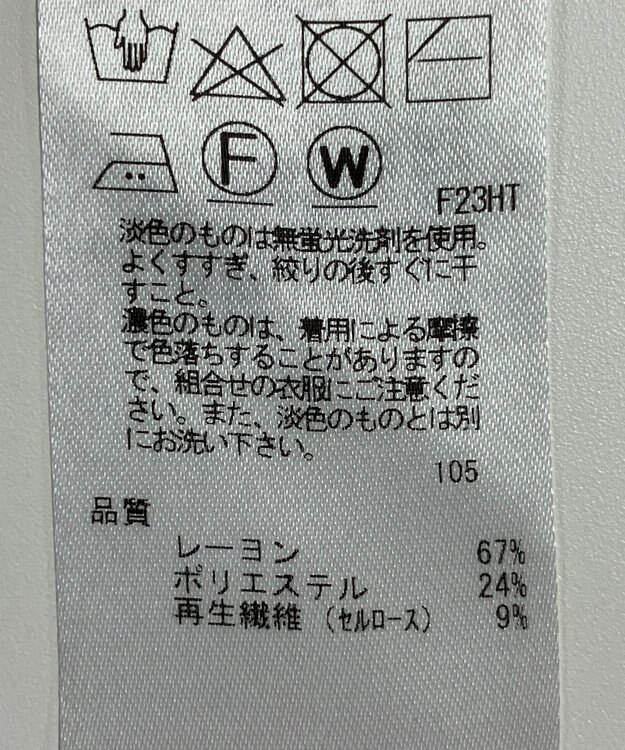 F
W
F23HT
淡色のものは無蛍光洗剤を使用。
よくすすぎ、絞りの後すぐに干
すこと。
濃色のものは、着用による摩擦
で色落ちすることがありますの
で、組合せの衣服にご注意くだ
さい。また、淡色のものとは別
にお洗い下さい。
105
品質
レーヨン 67%
ポリエステル 24%
再生繊維（セルロース） 9%